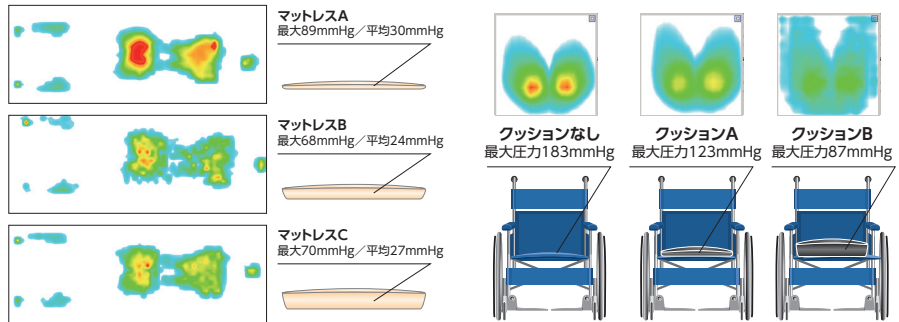 マットレスA
最大89mmHg／平均30mmHg
マットレスB
最大68mmHg／平均24mmHg
マットレスC
最大70mmHg／平均27mmHg
クッションなし
最大圧力183mmHg
クッションA
最大圧力123mmHg
クッションB
最大圧力87mmHg